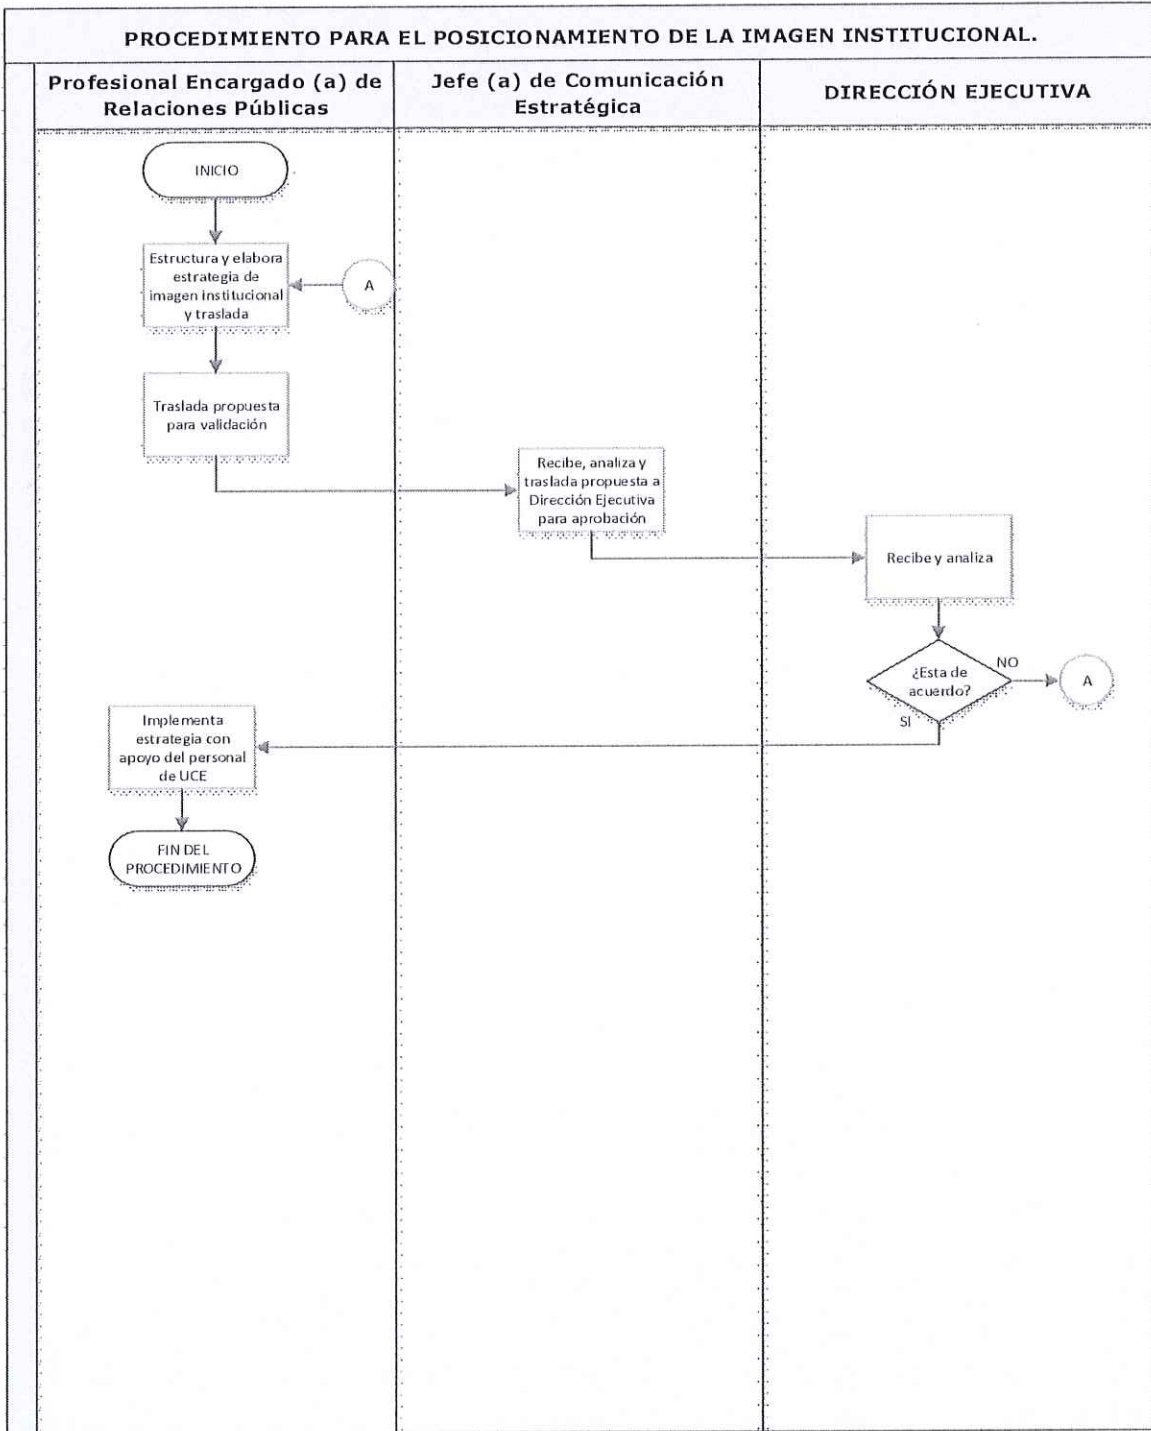 PROCEDIMIENTO PARA EL POSICIONAMIENTO DE LA IMAGEN INSTITUCIONAL.
Profesional Encargado (a) de
Relaciones Públicas
Jefe (a) de Comunicación
Estratégica
DIRECCIÓN EJECUTIVA
INICIO
Estructura y elabora
estrategia de
imagen institucional
y traslada
A
Traslada propuesta
para validación
Recibe, analiza y
traslada propuesta a
Dirección Ejecutiva
para aprobación
Recibe y analiza
¿Esta de
acuerdo?
NO
A
SI
Implementa
estrategia con
apoyo del personal
de UCE
FIN DEL
PROCEDIMIENTO